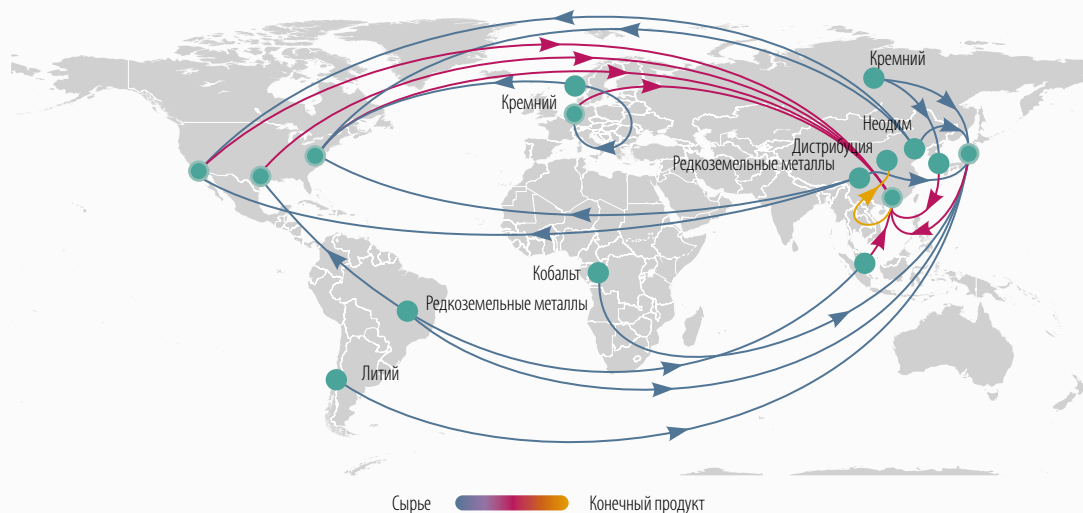 Кремний
Кремний
Неодим
Дистрибуция
Редкоземельные металлы
Кобальт
Редкоземельные металлы
Литий
Сырье
Конечный продукт